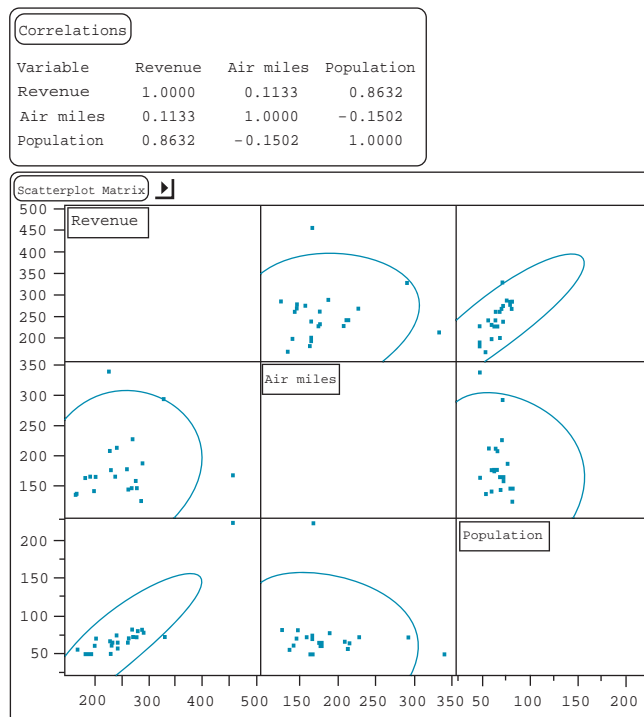 Correlations
Variable Revenue Air miles Population
Revenue 1.0000 0.1133 0.8632
Air miles 0.1133 1.0000 −0.1502
Population 0.8632 −0.1502 1.0000
Scatterplot Matrix
500
450
400
350
300
250
200
Revenue
350
300
250
200
150
Air miles
200
150
100
50
Population
200 300 400 500
100 150 200 250 300 350
50 100 150 200